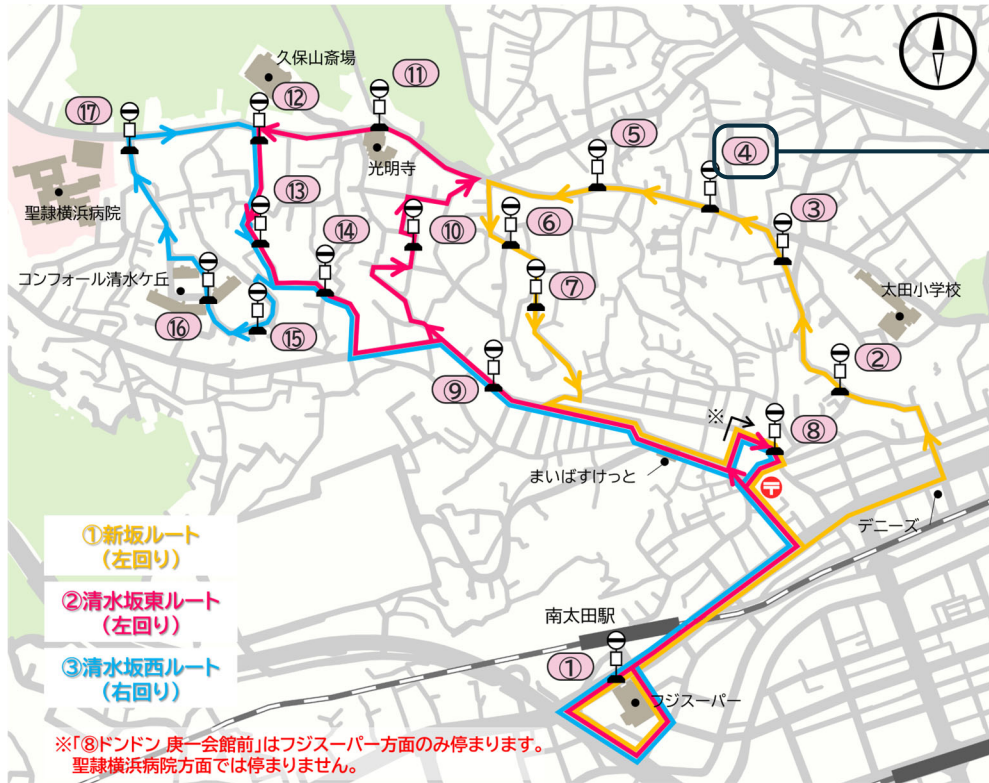 久保山斎場
⑪
⑫
⑰
⑤
④
光明寺
聖隷横浜病院
⑬
⑥
⑩
③
⑭
コンフォール清水ケ丘
⑦
太田小学校
⑯
⑮
②
⑨
※
⑧
まいばすけっと
〒
デニーズ
①新坂ルート
(左回り)
②清水坂東ルート
(左回り)
③清水坂西ルート
(右回り)
南太田駅
①
フジスーパー
※「⑧ドンドン 庚一会館前」はフジスーパー方面のみ停まります。
聖隷横浜病院方面では停まりません。